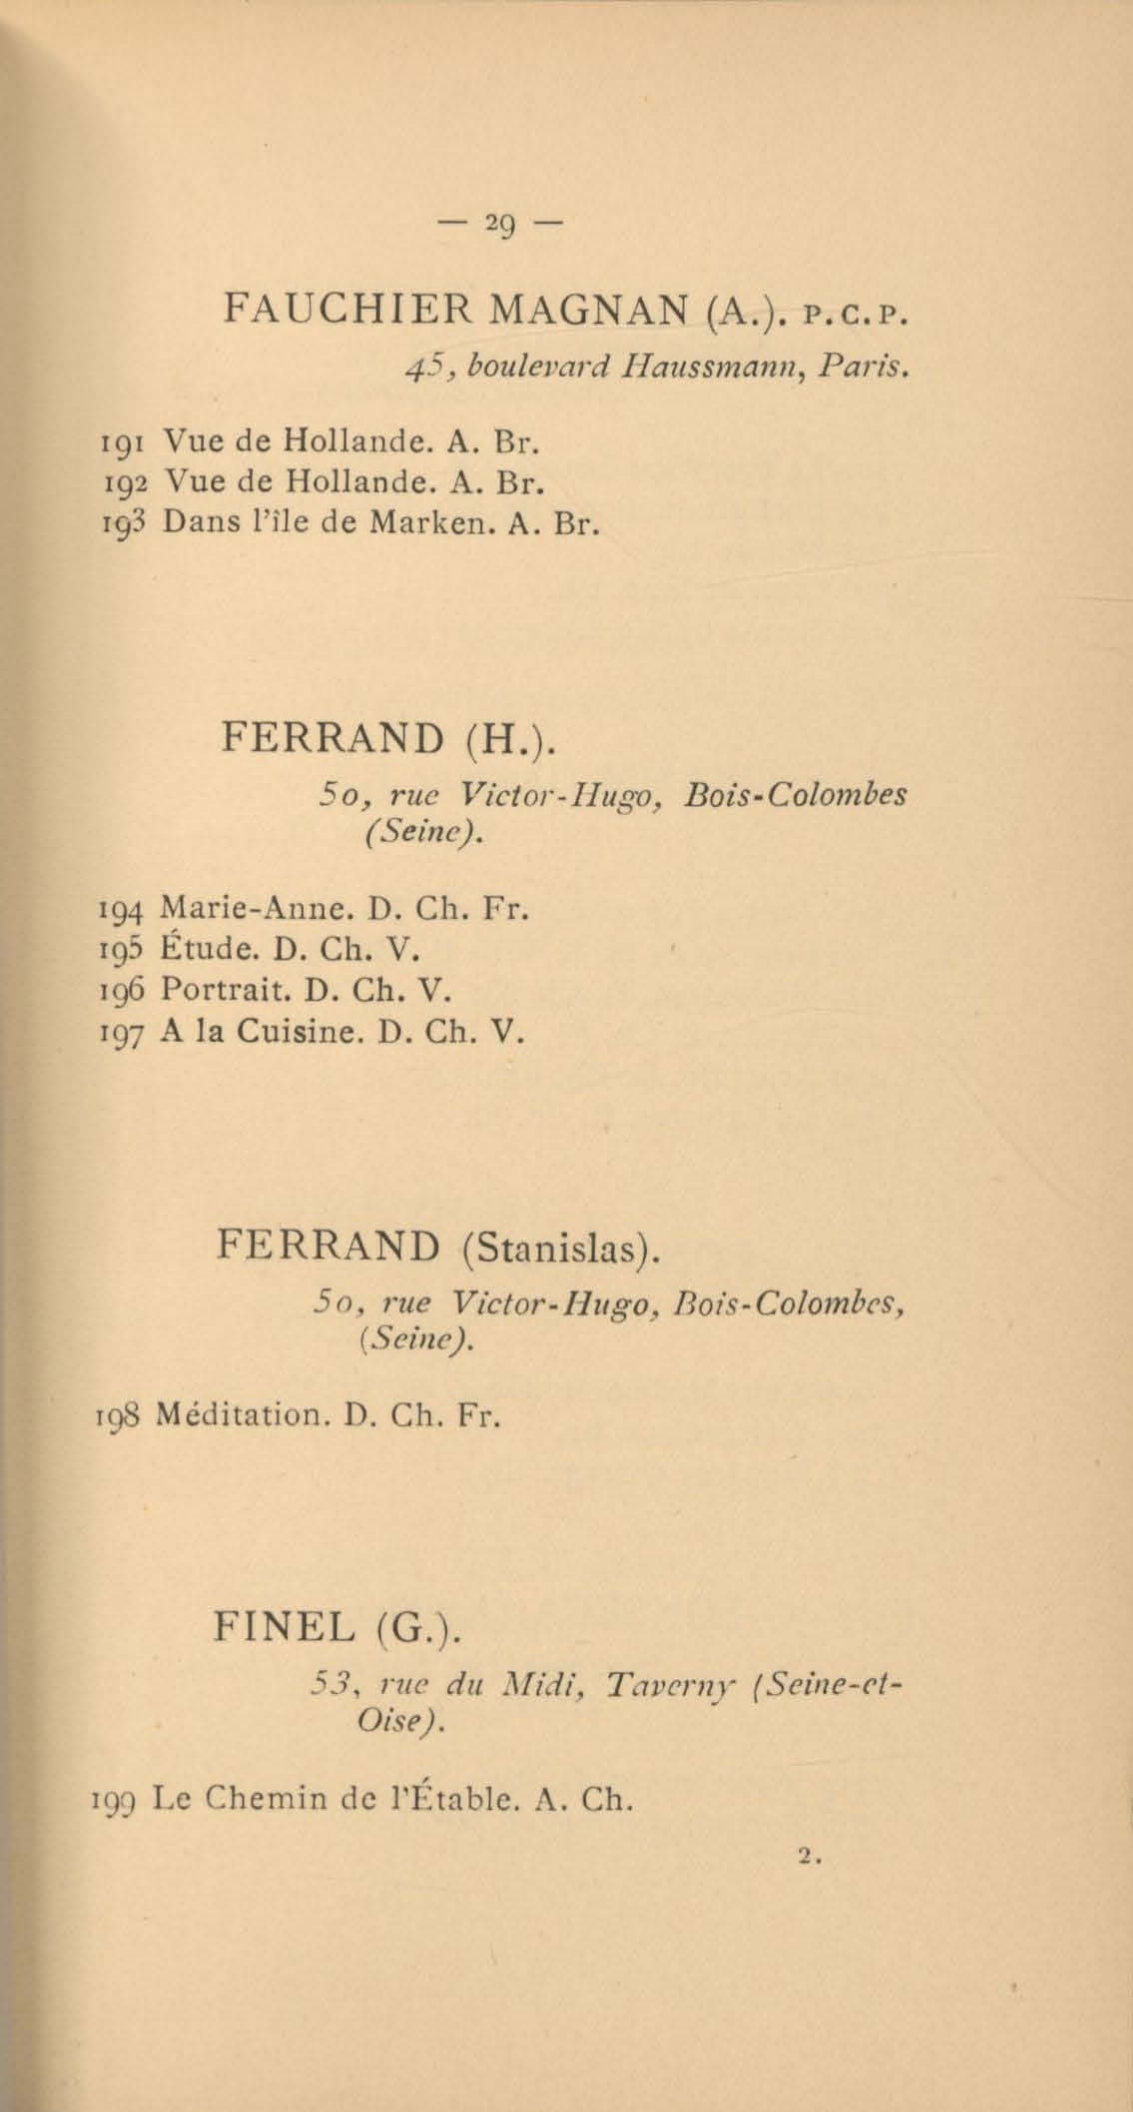 — 29 —
FAUCHIER MAGNAN (A.). P.C.P.
45, boulevard Haussmann, Paris.
191 Vue de Hollande. A. Br.
192 Vue de Hollande. A. Br.
193 Dans l'île de Marken. A. Br.
FERRAND (H.).
50, rue Victor-Hugo, Bois-Colombes
(Seine).
194 Marie-Anne. D. Ch. Fr.
195 Étude. D. Ch. V.
196 Portrait. D. Ch. V.
197 A la Cuisine. D. Ch. V.
FERRAND (Stanislas).
50, rue Victor-Hugo, Bois-Colombes,
(Seine).
198 Méditation. D. Ch. Fr.
FINEL (G.).
53, rue du Midi, Taverny (Seine-et-
Oise).
199 Le Chemin de l'Étable. A. Ch.
2.